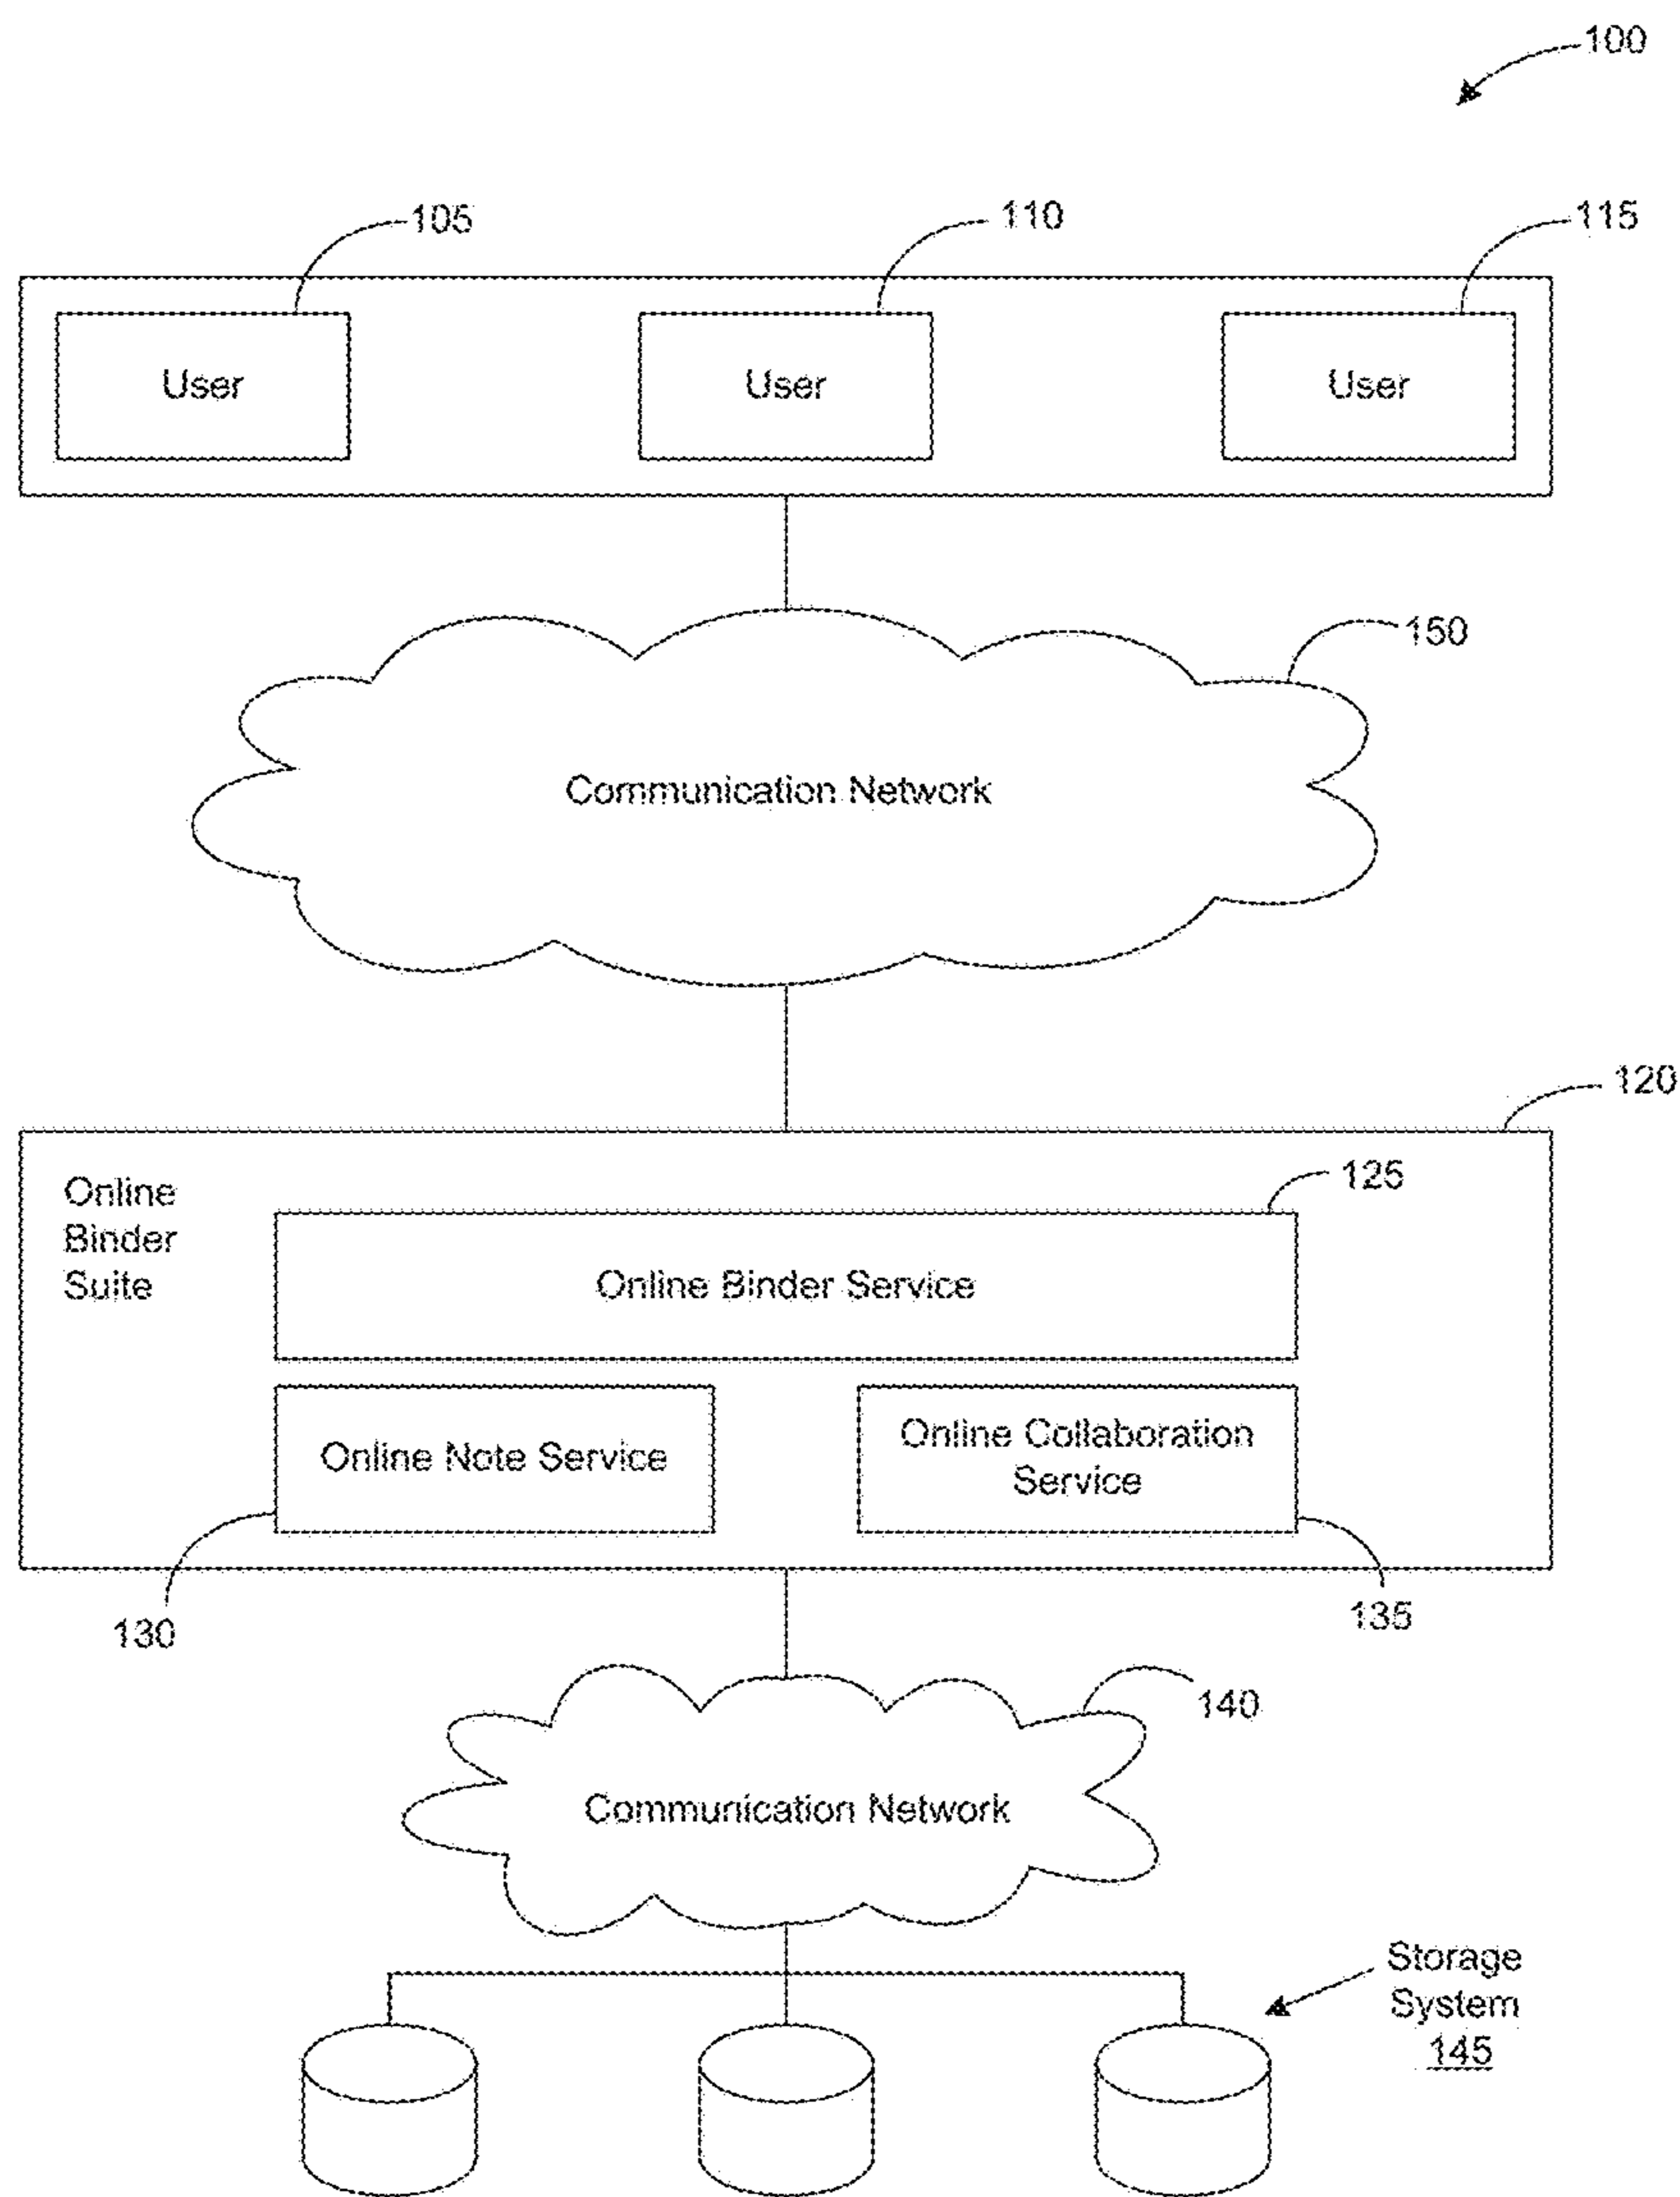 100
105
110
115
User
User
User
150
Communication Network
120
125
Online
Binder
Suite
Online Binder Service
Online Note Service
Online Collaboration
Service
130
135
140
Communication Network
Storage
System
145